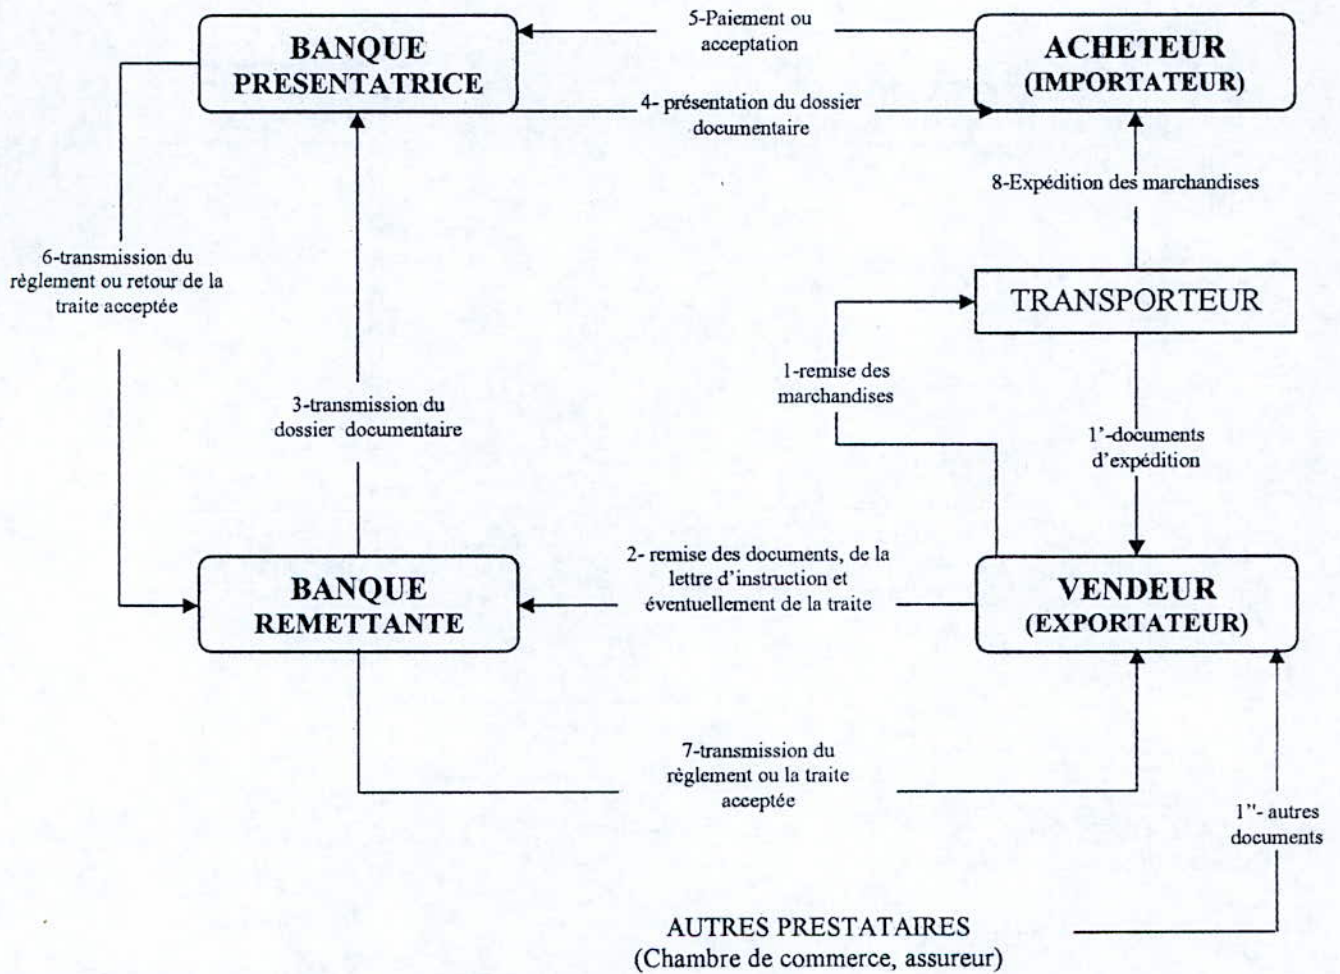 5-Paiement ou
acceptation
BANQUE
PRESENTATRICE
ACHETEUR
(IMPORTATEUR)
4- présentation du dossier
documentaire
8-Expédition des marchandises
6-transmission du
règlement ou retour de la
traite acceptée
TRANSPORTEUR
1-remise des
marchandises
3-transmission du
dossier documentaire
1’-documents
d’expédition
BANQUE
REMETTANTE
2- remise des documents, de la
lettre d’instruction et
éventuellement de la traite
VENDEUR
(EXPORTATEUR)
7-transmission du
règlement ou la traite
acceptée
1’’- autres
documents
AUTRES PRESTATAIRES
(Chambre de commerce, assureur)